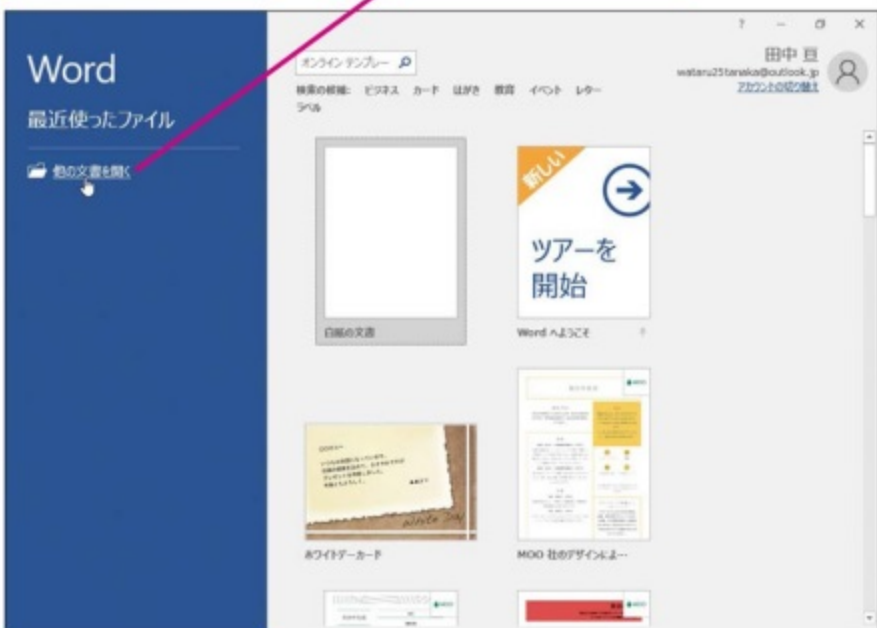 ? - x
Word
最近使ったファイル
他の文書を開く
オンライン テンプレー
田中 亘
wataru25tanaka@outlook.jp
アカウントの切り替え
検索の候補: ビジネス カード はがき 教育 イベント レター
ラベル
新しい
ツアーを
開始
白紙の文書
Word へようこそ
White Day
ホワイトデーカード
MOO 社のデザインによ…